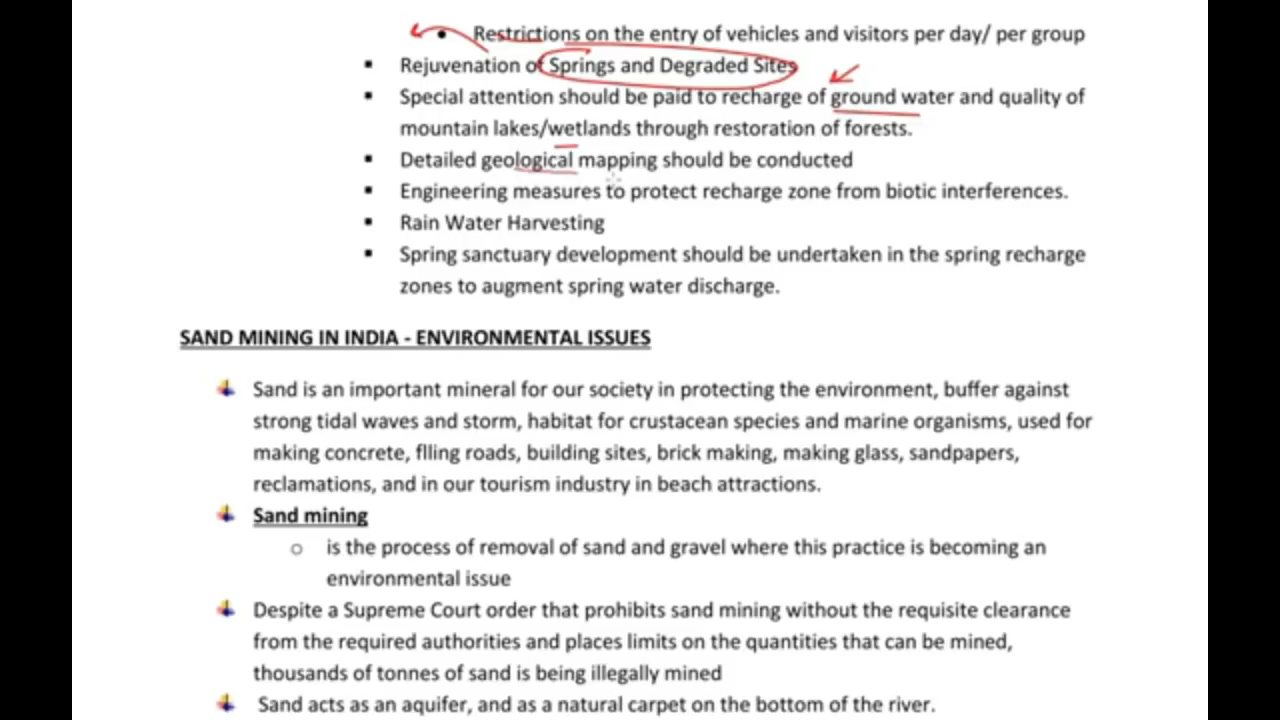 • Restrictions on the entry of vehicles and visitors per day/ per group
▪ Rejuvenation of Springs and Degraded Sites
▪ Special attention should be paid to recharge of ground water and quality of
mountain lakes/wetlands through restoration of forests.
▪ Detailed geological mapping should be conducted
▪ Engineering measures to protect recharge zone from biotic interferences.
▪ Rain Water Harvesting
▪ Spring sanctuary development should be undertaken in the spring recharge
zones to augment spring water discharge.
SAND MINING IN INDIA - ENVIRONMENTAL ISSUES
Sand is an important mineral for our society in protecting the environment, buffer against
strong tidal waves and storm, habitat for crustacean species and marine organisms, used for
making concrete, flling roads, building sites, brick making, making glass, sandpapers,
reclamations, and in our tourism industry in beach attractions.
Sand mining
o is the process of removal of sand and gravel where this practice is becoming an
environmental issue
Despite a Supreme Court order that prohibits sand mining without the requisite clearance
from the required authorities and places limits on the quantities that can be mined,
thousands of tonnes of sand is being illegally mined
Sand acts as an aquifer, and as a natural carpet on the bottom of the river.